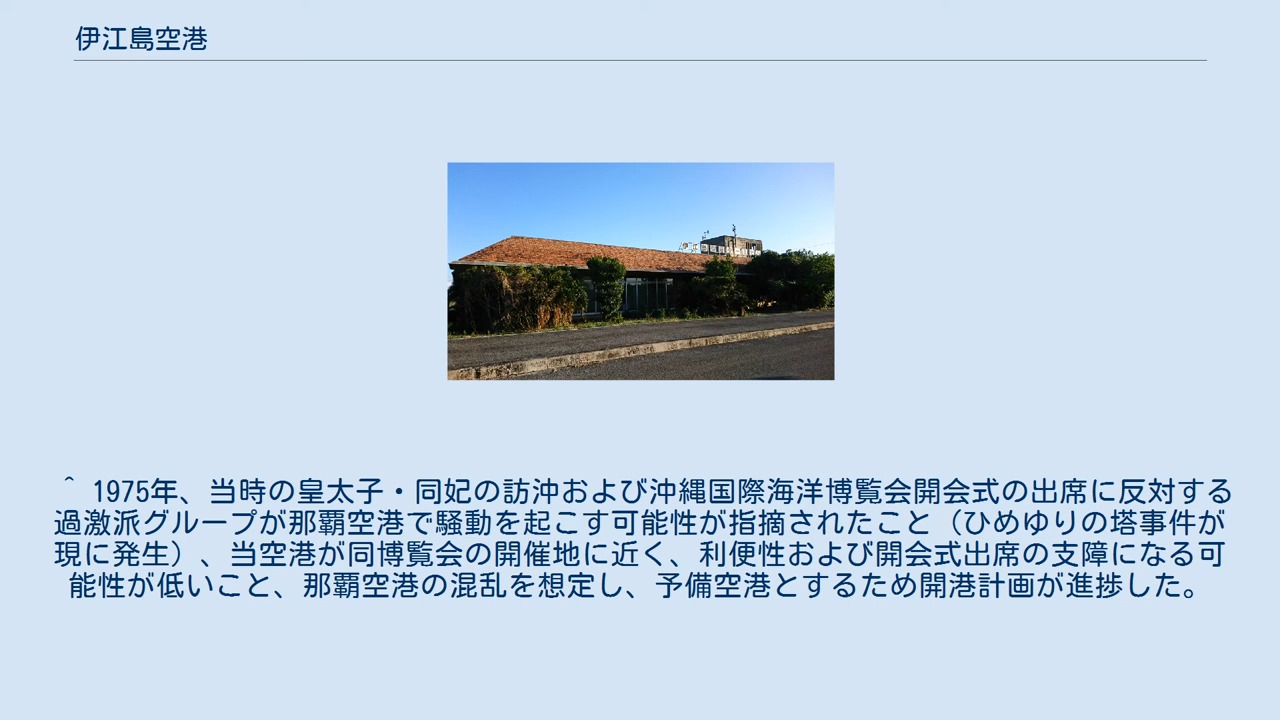 伊江島空港
^ 1975年、当時の皇太子・同妃の訪沖および沖縄国際海洋博覧会開会式の出席に反対する
過激派グループが那覇空港で騒動を起こす可能性が指摘されたこと（ひめゆりの塔事件が
現に発生）、当空港が同博覧会の開催地に近く、利便性および開会式出席の支障になる可
能性が低いこと、那覇空港の混乱を想定し、予備空港とするため開港計画が進捗した。